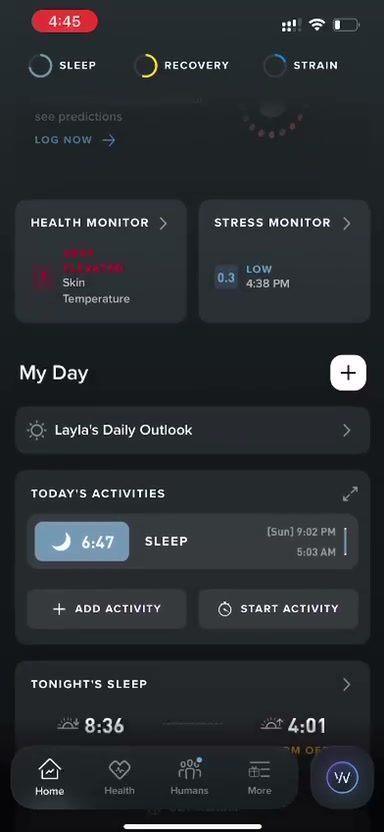 4:45
SLEEP
RECOVERY
STRAIN
see predictions
LOG NOW
HEALTH MONITOR
STRESS MONITOR
Skin
Temperature
0.3
LOW
4:38 PM
My Day
Layla's Daily Outlook
TODAY'S ACTIVITIES
6:47
SLEEP
[Sun] 9:02 PM
5:03 AM
ADD ACTIVITY
START ACTIVITY
TONIGHT'S SLEEP
8:36
4:01
Home
Health
Humans
More
W